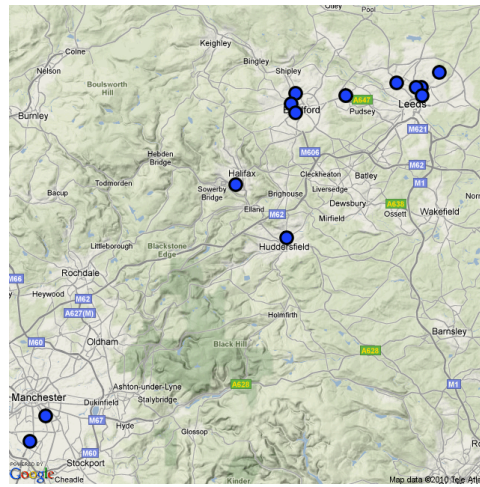 Otley
Pool
Colne
Keighley
Bingley
Shipley
Nelson
Boulsworth
Hill
Burnley
A647
Pudsey
Leeds
M621
M606
Hebden
Bridge
Halifax
Cleckheaton
Batley
M62
M1
Bacup
Todmorden
Sowerby
Bridge
Brighouse
Liversedge
Dewsbury
A638
Elland
M62
Mirfield
Ossett
Wakefield
Littleborough
Blackstone
Edge
Huddersfield
Rochdale
M66
Heywood
M62
A627(M)
Holmfirth
Barnsley
M60
Oldham
Black Hill
A628
Ashton-under-Lyne
A628
M1
Manchester
Dukinfield
Stalybridge
M67
Hyde
Glossop
M60
Stockport
POWERED BY
Google
Cheadle
Kinder
Map data ©2010 Tele Atlas